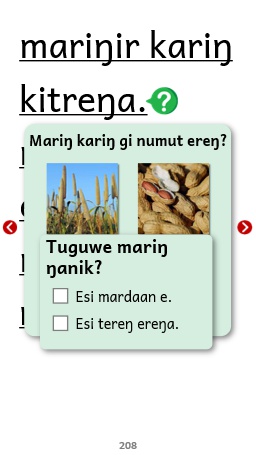 mariŋir kariŋ
kitreŋa.
?
Mariŋ kariŋ gi numut ereŋ?
Tuguwe mariŋ
ŋanik?
Esi mardaan e.
Esi tereŋ ereŋa.
208